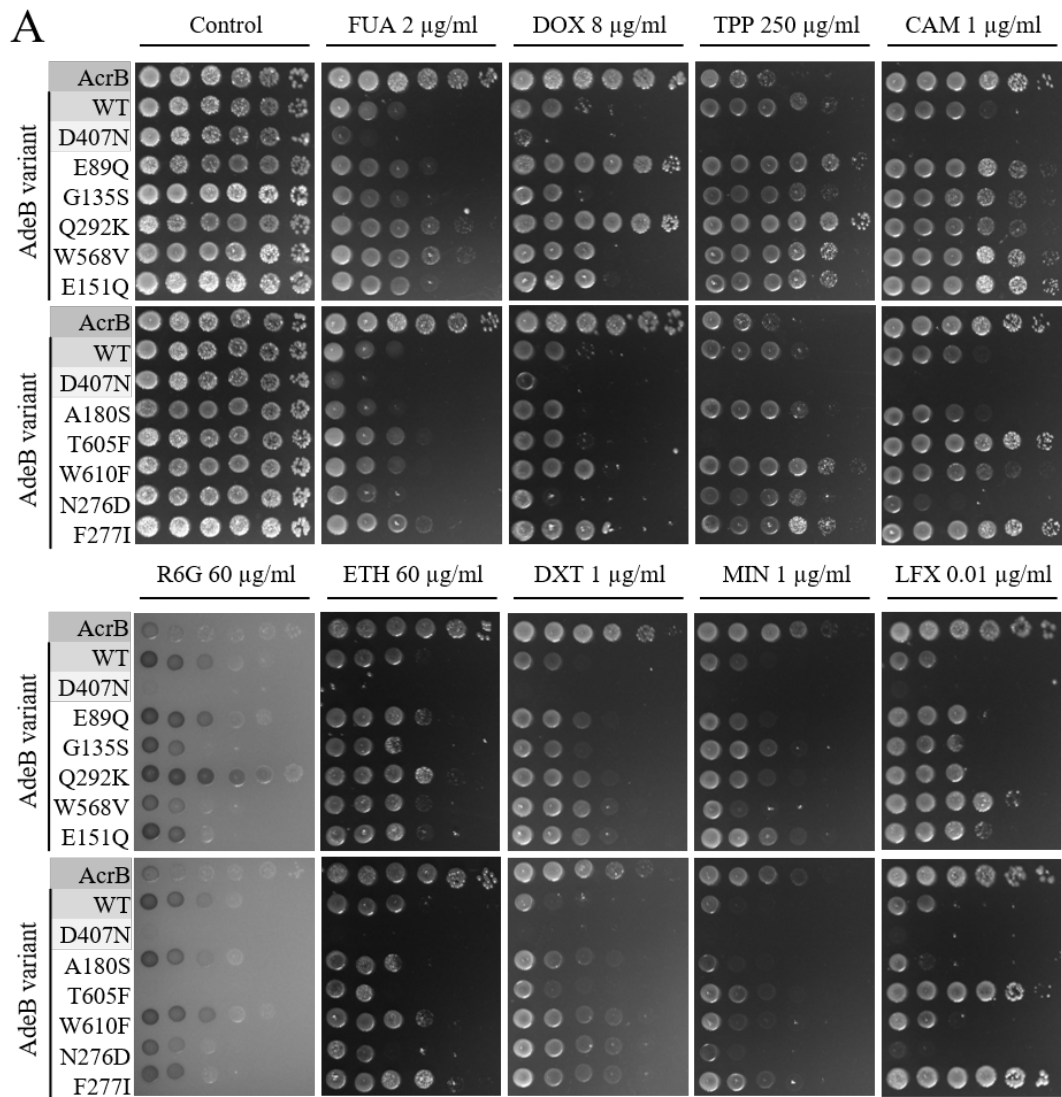 A
Control FUA 2 µg/ml DOX 8 µg/ml TPP 250 µg/ml CAM 1 µg/ml
AdeB variant
AcrB
WT
D407N
E89Q
G135S
Q292K
W568V
E151Q
AdeB variant
AcrB
WT
D407N
A180S
T605F
W610F
N276D
F277I
R6G 60 µg/ml ETH 60 µg/ml DXT 1 µg/ml MIN 1 µg/ml LFX 0.01 µg/ml
AdeB variant
AcrB
WT
D407N
E89Q
G135S
Q292K
W568V
E151Q
AdeB variant
AcrB
WT
D407N
A180S
T605F
W610F
N276D
F277I